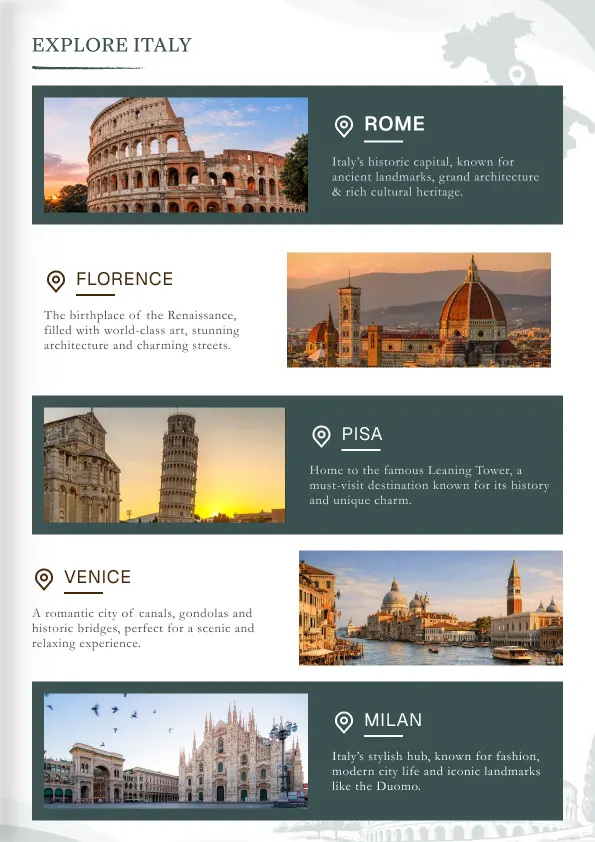 EXPLORE ITALY
ROME
Italy's historic capital, known for
ancient landmarks, grand architecture
& rich cultural heritage.
FLORENCE
The birthplace of the Renaissance,
filled with world-class art, stunning
architecture and charming streets.
PISA
Home to the famous Leaning Tower, a
must-visit destination known for its history
and unique charm.
VENICE
A romantic city of canals, gondolas and
historic bridges, perfect for a scenic and
relaxing experience.
MILAN
Italy's stylish hub, known for fashion,
modern city life and iconic landmarks
like the Duomo.